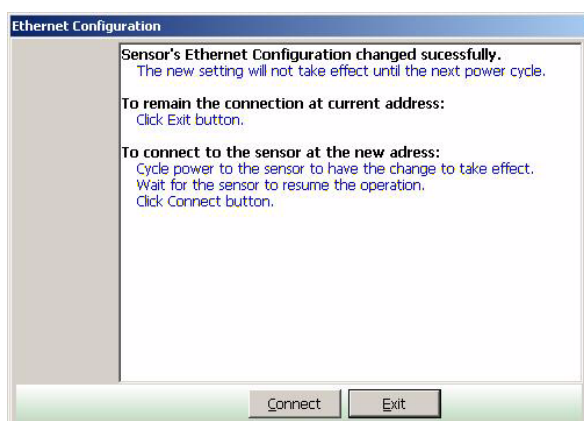 Ethernet Configuration
Sensor's Ethernet Configuration changed sucessfully.
The new setting will not take effect until the next power cycle.
To remain the connection at current address:
Click Exit button.
To connect to the sensor at the new adress:
Cycle power to the sensor to have the change to take effect.
Wait for the sensor to resume the operation.
Click Connect button.
Connect
Exit